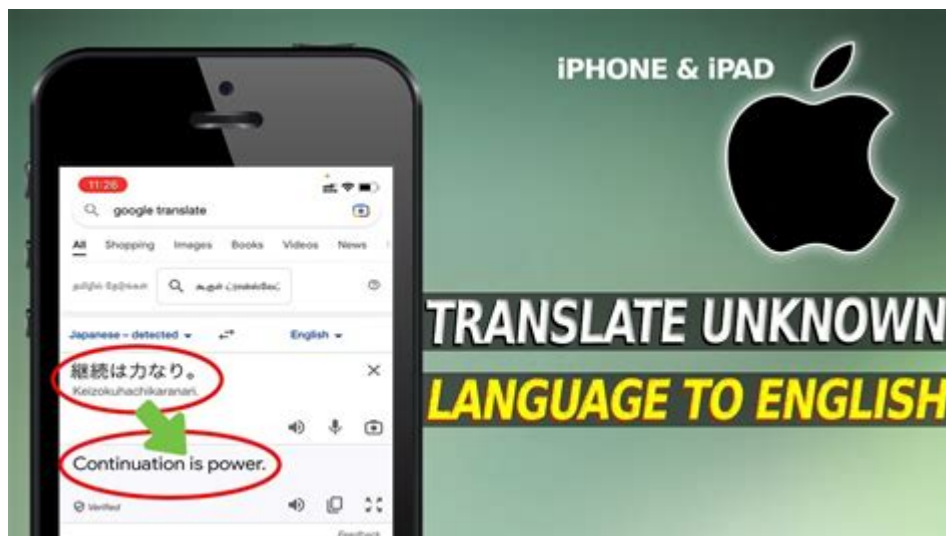 iPHONE & iPAD
11:26
google translate
All Shopping Images Books Videos News
Japanese – detected English
継続は力なり。
Keizokuhachikaranari.
Continuation is power.
Verified
Feedback
TRANSLATE UNKNOWN
LANGUAGE TO ENGLISH